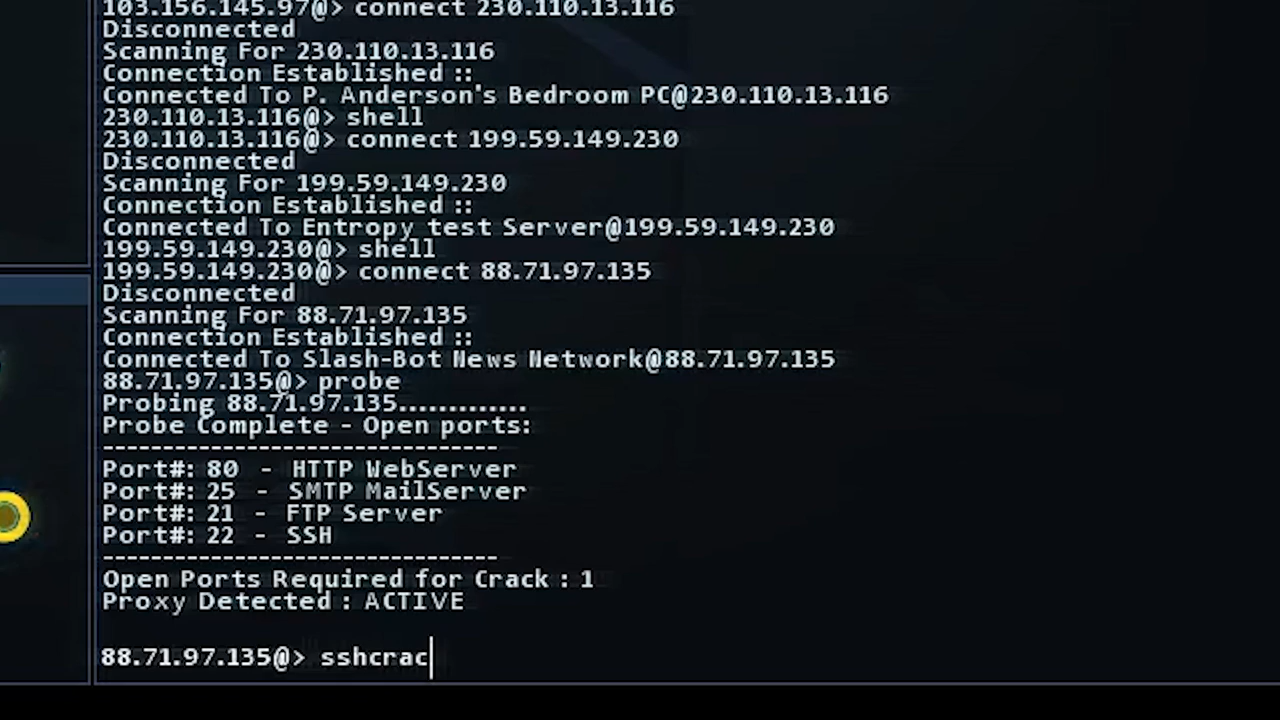 103.156.145.97@> connect 230.110.13.116
Disconnected
Scanning For 230.110.13.116
Connection Established ::
Connected To P. Anderson's Bedroom PC@230.110.13.116
230.110.13.116@> shell
230.110.13.116@> connect 199.59.149.230
Disconnected
Scanning For 199.59.149.230
Connection Established ::
Connected To Entropy test Server@199.59.149.230
199.59.149.230@> shell
199.59.149.230@> connect 88.71.97.135
Disconnected
Scanning For 88.71.97.135
Connection Established ::
Connected To Slash-Bot News Network@88.71.97.135
88.71.97.135@> probe
Probing 88.71.97.135.............
Probe Complete - Open ports:
---------------------------------
Port#: 80 - HTTP WebServer
Port#: 25 - SMTP MailServer
Port#: 21 - FTP Server
Port#: 22 - SSH
---------------------------------
Open Ports Required for Crack : 1
Proxy Detected : ACTIVE
88.71.97.135@> sshcrac